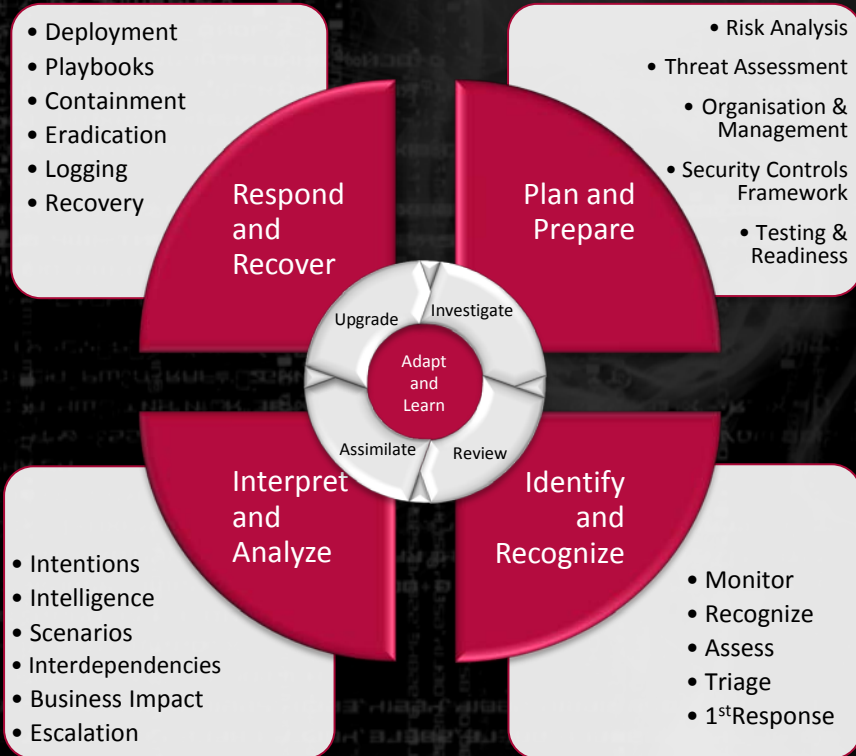 • Deployment
• Playbooks
• Containment
• Eradication
• Logging
• Recovery
• Risk Analysis
• Threat Assessment
• Organisation &
Management
• Security Controls
Framework
• Testing &
Readiness
Respond
and
Recover
Plan and
Prepare
Upgrade
Investigate
Adapt
and
Learn
Assimilate
Review
Interpret
and
Analyze
Identify
and
Recognize
• Intentions
• Intelligence
• Scenarios
• Interdependencies
• Business Impact
• Escalation
• Monitor
• Recognize
• Assess
• Triage
• 1stResponse